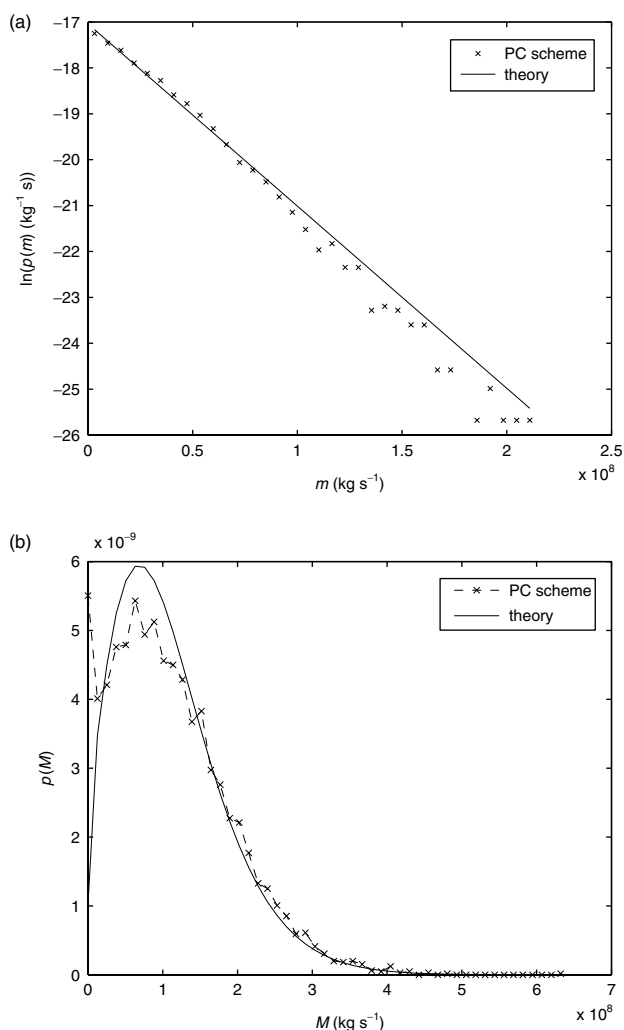 (a)
−17
−18
−19
−20
−21
−22
−23
−24
−25
−26
ln(p(m) (kg⁻¹ s))
× PC scheme
theory
0 0.5 1 1.5 2 2.5
x 10⁸
m (kg s⁻¹)
(b)
x 10⁻⁹
6
5
4
3
2
1
0
p(M)
PC scheme
theory
0 1 2 3 4 5 6 7
x 10⁸
M (kg s⁻¹)